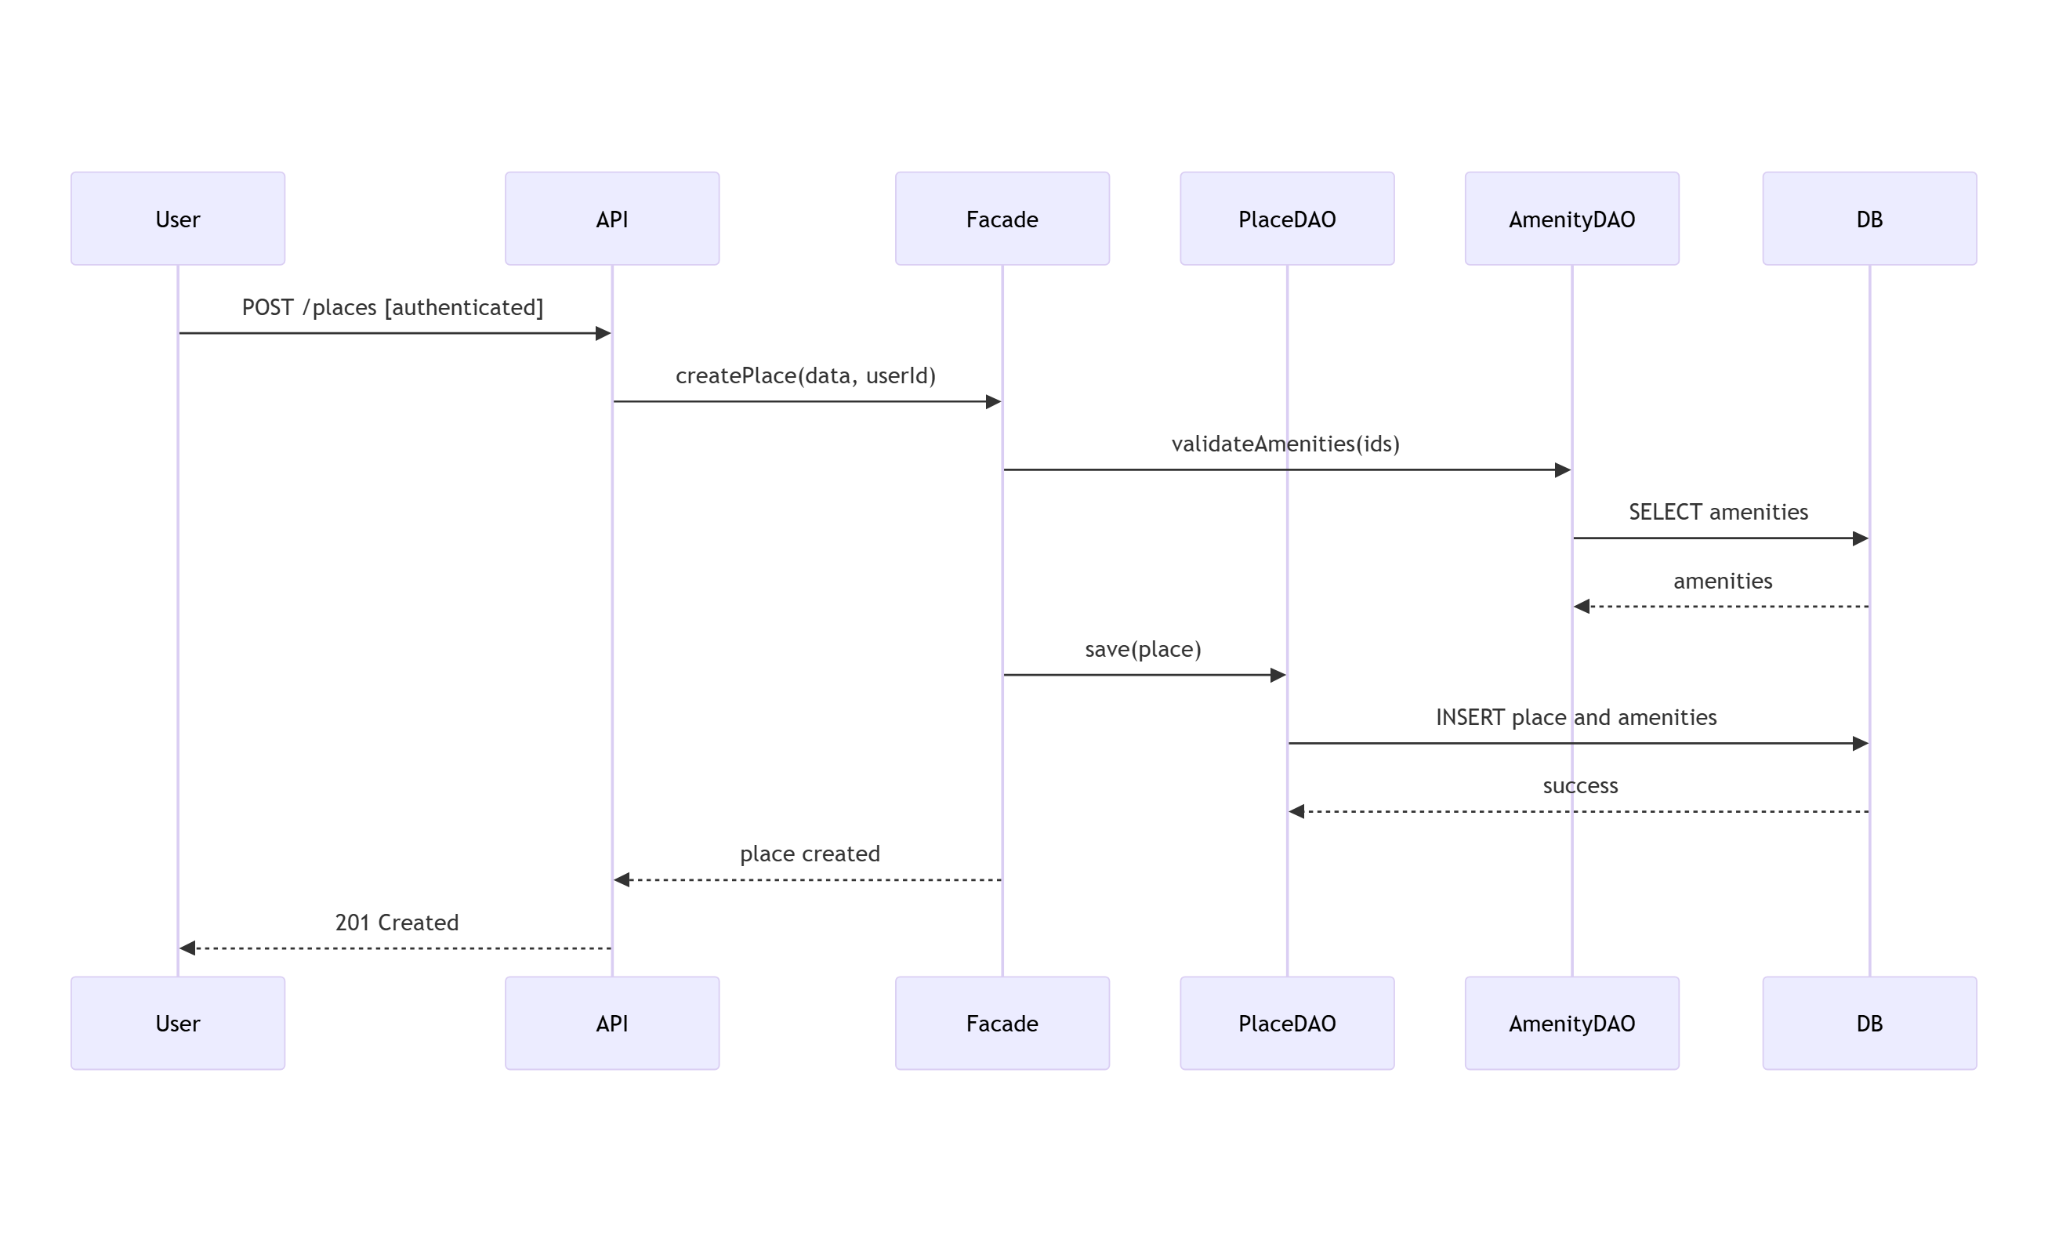 User
API
Facade
PlaceDAO
AmenityDAO
DB
POST /places [authenticated]
createPlace(data, userId)
validateAmenities(ids)
SELECT amenities
amenities
save(place)
INSERT place and amenities
success
place created
201 Created
User
API
Facade
PlaceDAO
AmenityDAO
DB